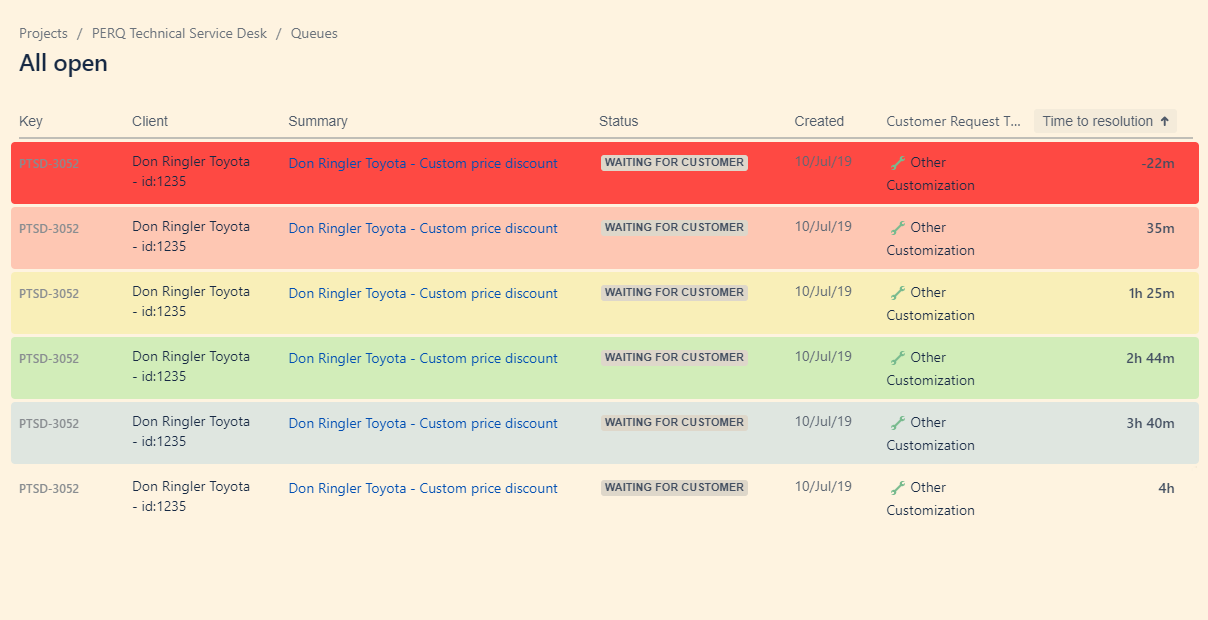 Projects / PERQ Technical Service Desk / Queues
All open
Key Client Summary Status Created Customer Request T... Time to resolution ↑
PTSD-3052 Don Ringler Toyota Don Ringler Toyota - Custom price discount WAITING FOR CUSTOMER 10/Jul/19 Other -22m
- id:1235 Customization
PTSD-3052 Don Ringler Toyota Don Ringler Toyota - Custom price discount WAITING FOR CUSTOMER 10/Jul/19 Other 35m
- id:1235 Customization
PTSD-3052 Don Ringler Toyota Don Ringler Toyota - Custom price discount WAITING FOR CUSTOMER 10/Jul/19 Other 1h 25m
- id:1235 Customization
PTSD-3052 Don Ringler Toyota Don Ringler Toyota - Custom price discount WAITING FOR CUSTOMER 10/Jul/19 Other 2h 44m
- id:1235 Customization
PTSD-3052 Don Ringler Toyota Don Ringler Toyota - Custom price discount WAITING FOR CUSTOMER 10/Jul/19 Other 3h 40m
- id:1235 Customization
PTSD-3052 Don Ringler Toyota Don Ringler Toyota - Custom price discount WAITING FOR CUSTOMER 10/Jul/19 Other 4h
- id:1235 Customization